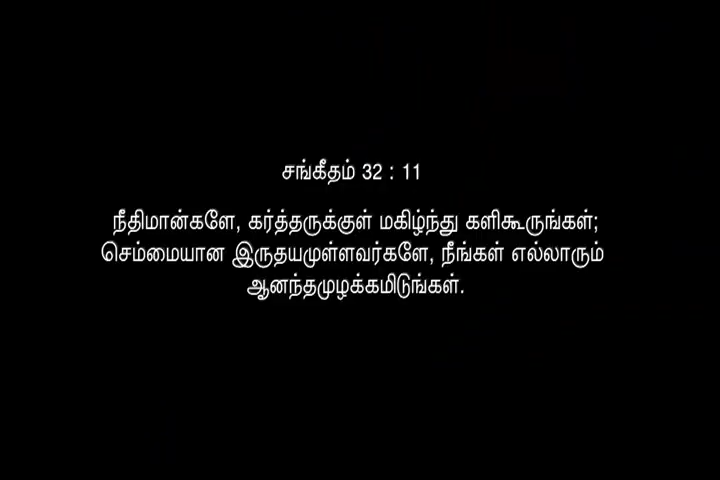 சங்கீதம் 32 : 11
நீதிமான்களே, கர்த்தருக்குள் மகிழ்ந்து களிகூருங்கள்;
செம்மையான இருதயமுள்ளவர்களே, நீங்கள் எல்லாரும்
ஆனந்தமுழக்கமிடுங்கள்.